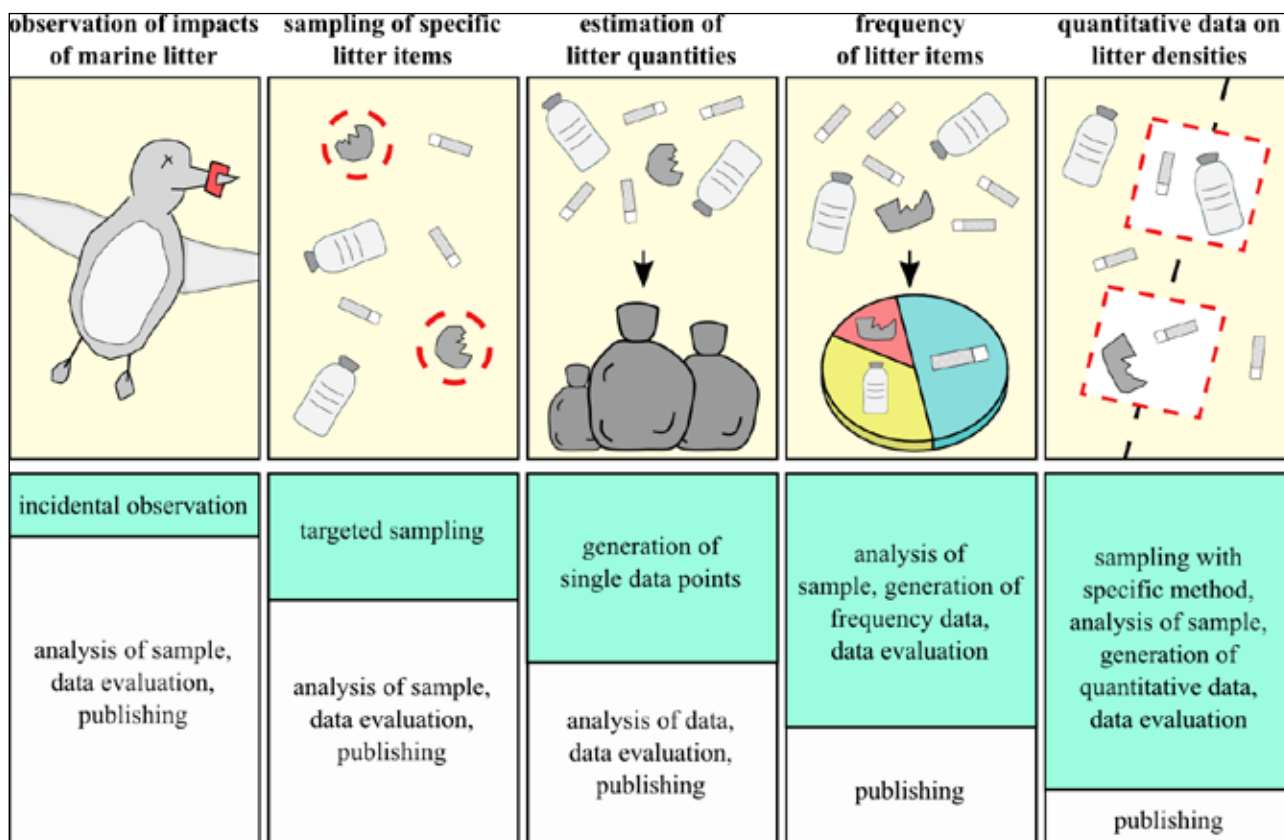 observation of impacts
of marine litter
sampling of specific
litter items
estimation of
litter quantities
frequency
of litter items
quantitative data on
litter densities
incidental observation
analysis of sample,
data evaluation,
publishing
targeted sampling
analysis of sample,
data evaluation,
publishing
generation of
single data points
analysis of data,
data evaluation,
publishing
analysis of
sample, generation of
frequency data,
data evaluation
publishing
sampling with
specific method,
analysis of sample,
generation of
quantitative data,
data evaluation
publishing